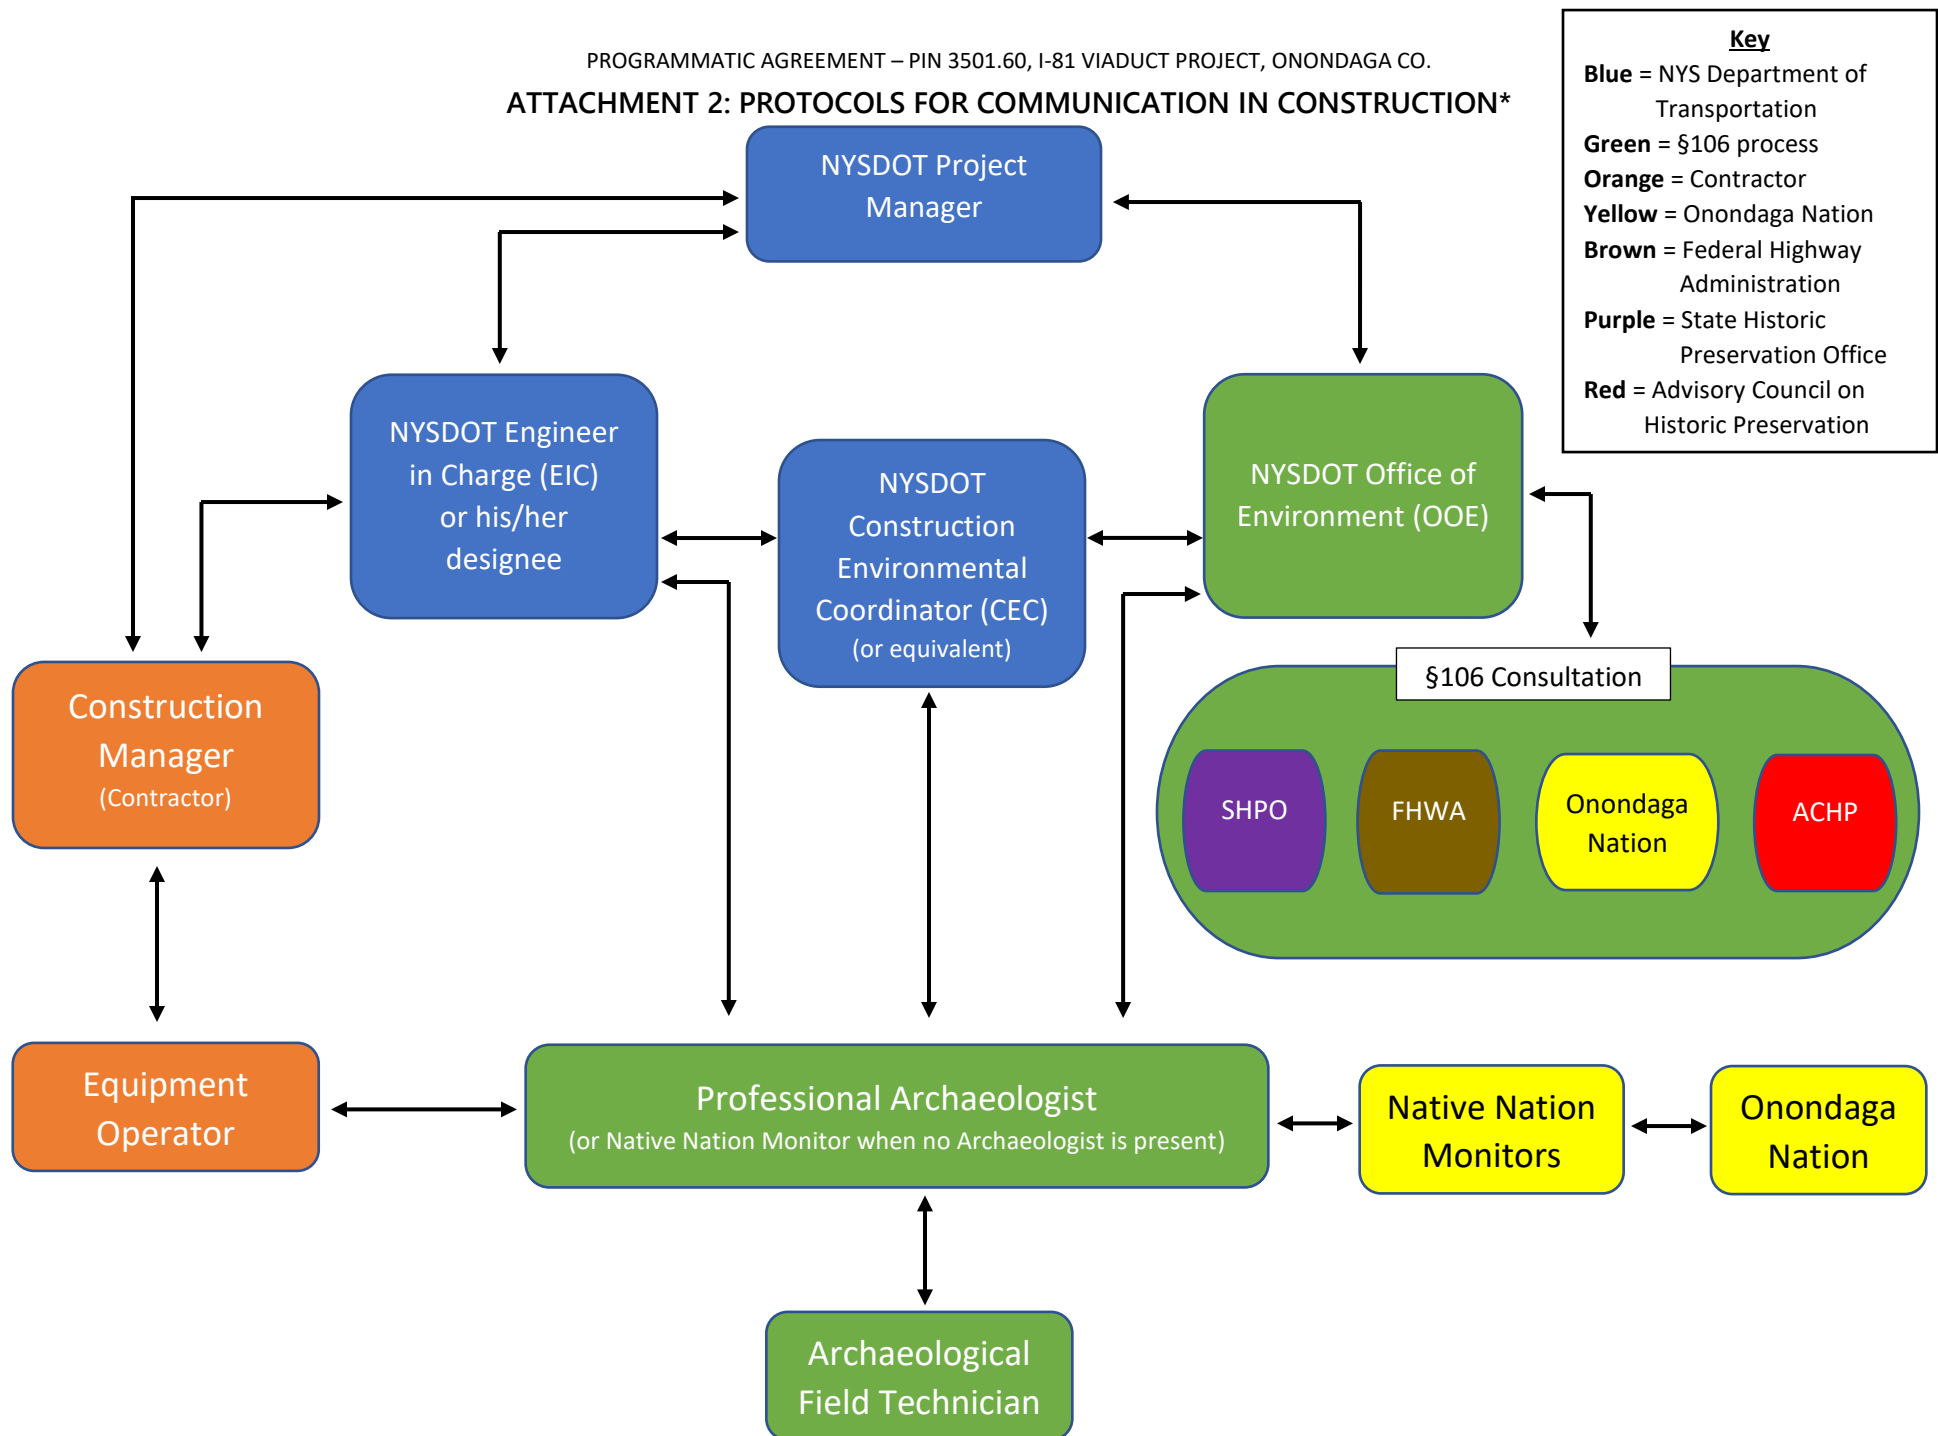 PROGRAMMATIC AGREEMENT – PIN 3501.60, I-81 VIADUCT PROJECT, ONONDAGA CO.
ATTACHMENT 2: PROTOCOLS FOR COMMUNICATION IN CONSTRUCTION*
Key
Blue = NYS Department of
Transportation
Green = §106 process
Orange = Contractor
Yellow = Onondaga Nation
Brown = Federal Highway
Administration
Purple = State Historic
Preservation Office
Red = Advisory Council on
Historic Preservation
NYSDOT Project
Manager
NYSDOT Engineer
in Charge (EIC)
or his/her
designee
NYSDOT
Construction
Environmental
Coordinator (CEC)
(or equivalent)
NYSDOT Office of
Environment (OOE)
Construction
Manager
(Contractor)
§106 Consultation
SHPO
FHWA
Onondaga
Nation
ACHP
Equipment
Operator
Professional Archaeologist
(or Native Nation Monitor when no Archaeologist is present)
Native Nation
Monitors
Onondaga
Nation
Archaeological
Field Technician